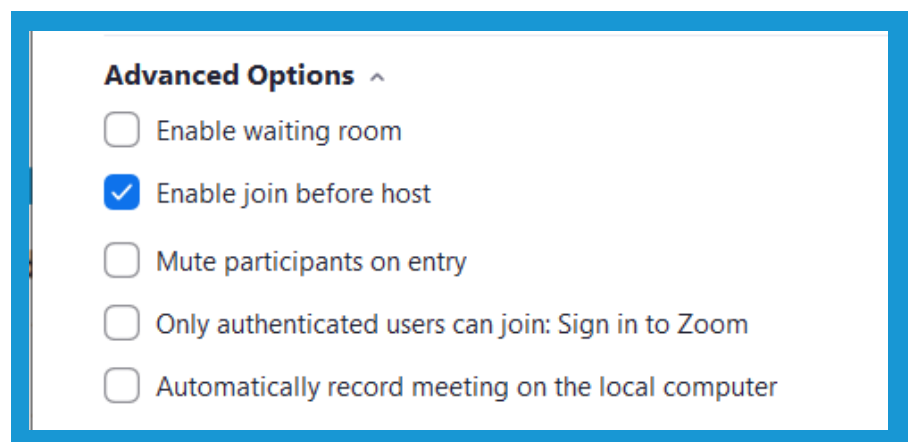 Advanced Options
Enable waiting room
Enable join before host
Mute participants on entry
Only authenticated users can join: Sign in to Zoom
Automatically record meeting on the local computer